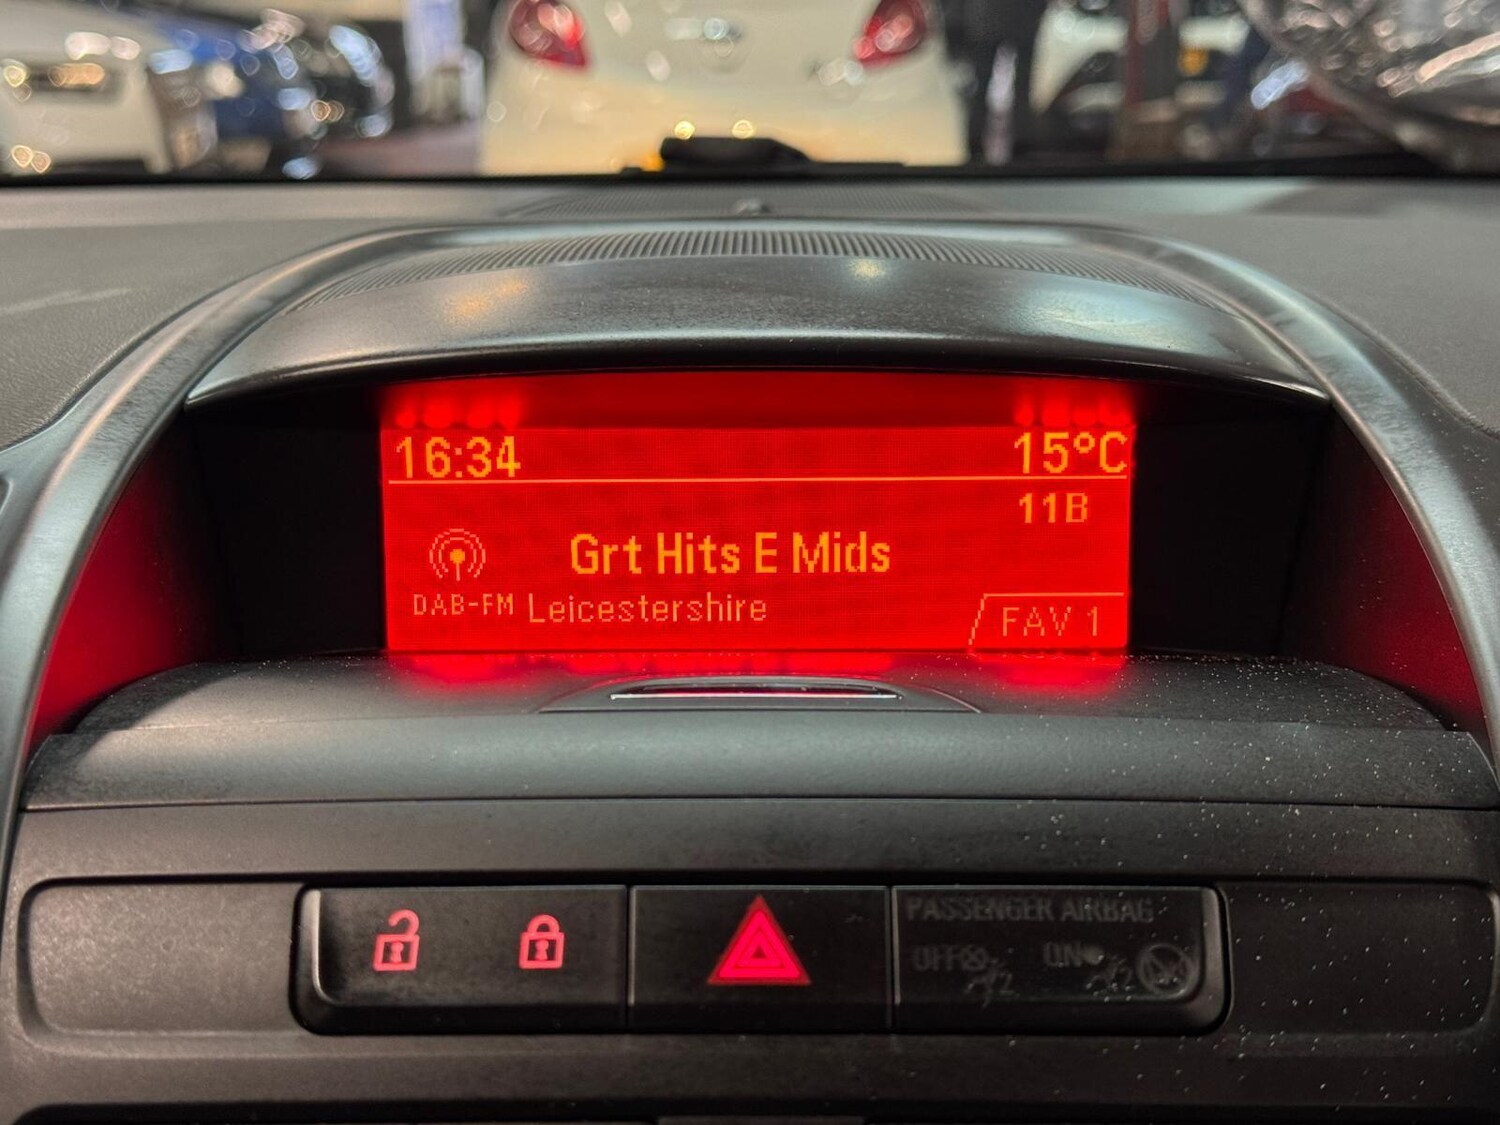 16:34 15°C
11B
Grt Hits E Mids
DAB-FM Leicestershire
FAV 1
PASSENGER AIRBAG
OFF ON